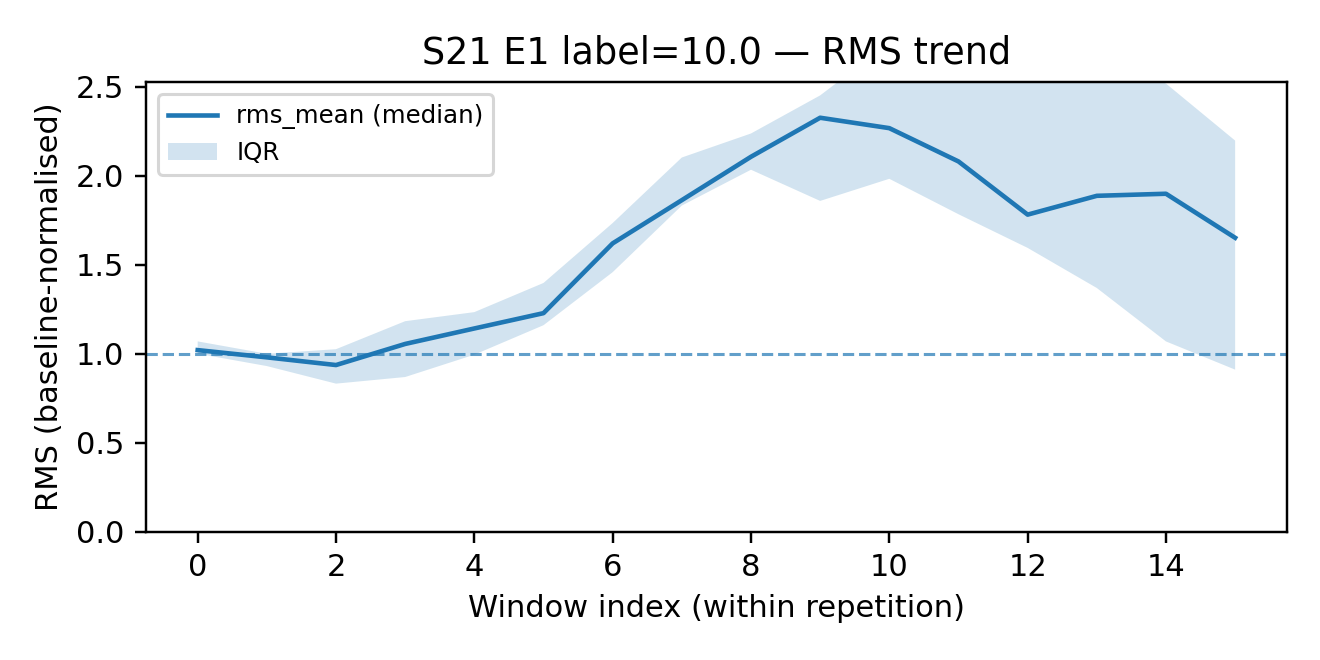 S21 E1 label=10.0 — RMS trend
2.5
2.0
1.5
1.0
0.5
0.0
RMS (baseline-normalised)
rms_mean (median)
IQR
0 2 4 6 8 10 12 14
Window index (within repetition)